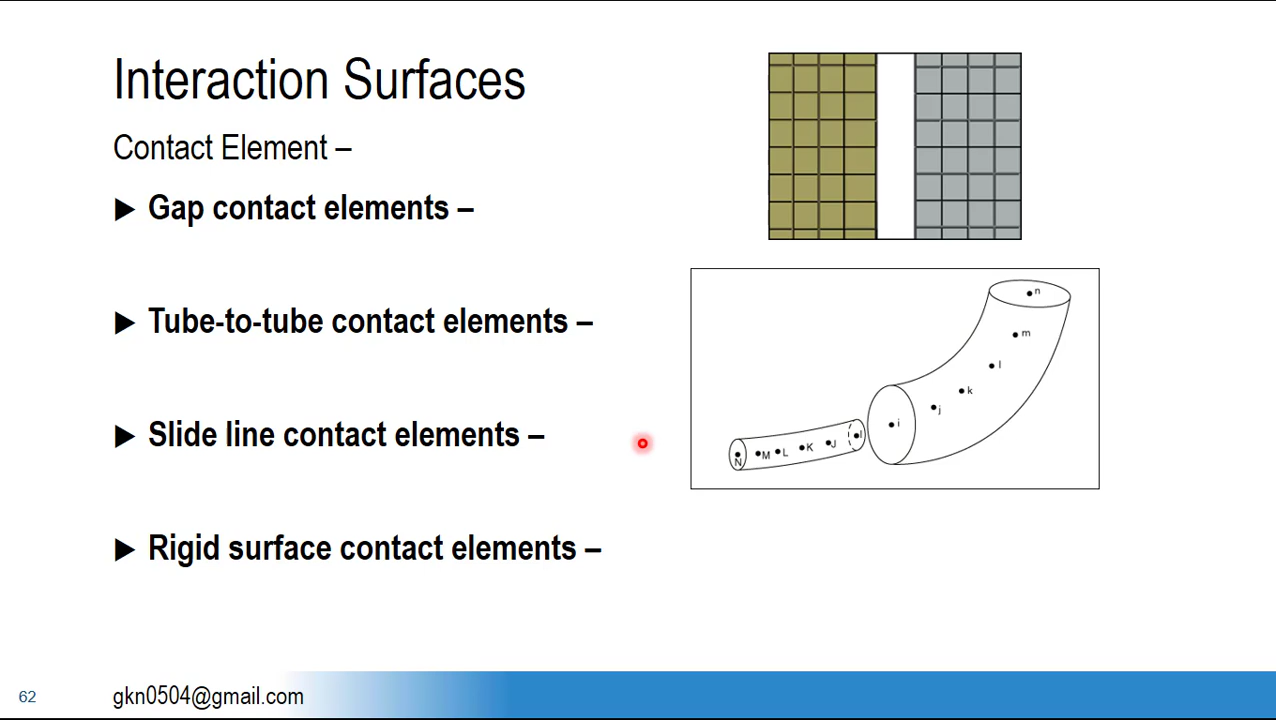 Interaction Surfaces
Contact Element –
▶ Gap contact elements –
▶ Tube-to-tube contact elements –
▶ Slide line contact elements –
▶ Rigid surface contact elements –
n
m
l
k
j
i
I
J
K
L
M
N
62
gkn0504@gmail.com